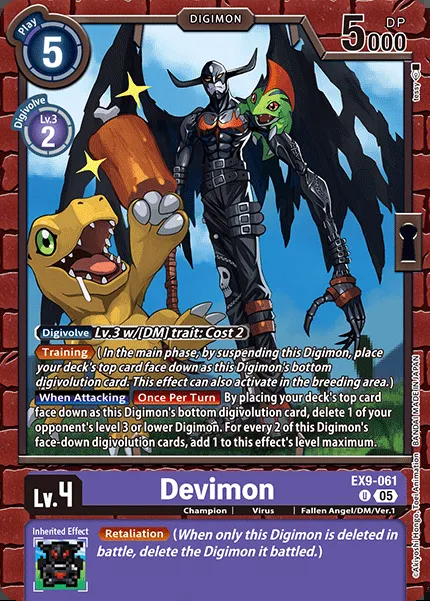 DIGIMON
Play
5
DP
5000
Digivolve
Lv.3
2
tessy
Digivolve Lv.3 w/[DM] trait: Cost 2
Training (In the main phase, by suspending this Digimon, place
your deck's top card face down as this Digimon's bottom
digivolution card. This effect can also activate in the breeding area.)
When Attacking Once Per Turn By placing your deck's top card
face down as this Digimon's bottom digivolution card, delete 1 of your
opponent's level 3 or lower Digimon. For every 2 of this Digimon's
face-down digivolution cards, add 1 to this effect's level maximum.
©Akiyoshi Hongo, Toei Animation BANDAI MADE IN JAPAN
Lv.4
Devimon
EX9-061
U 05
Champion | Virus | Fallen Angel/DM/Ver.1
Inherited Effect
Retaliation (When only this Digimon is deleted in
battle, delete the Digimon it battled.)